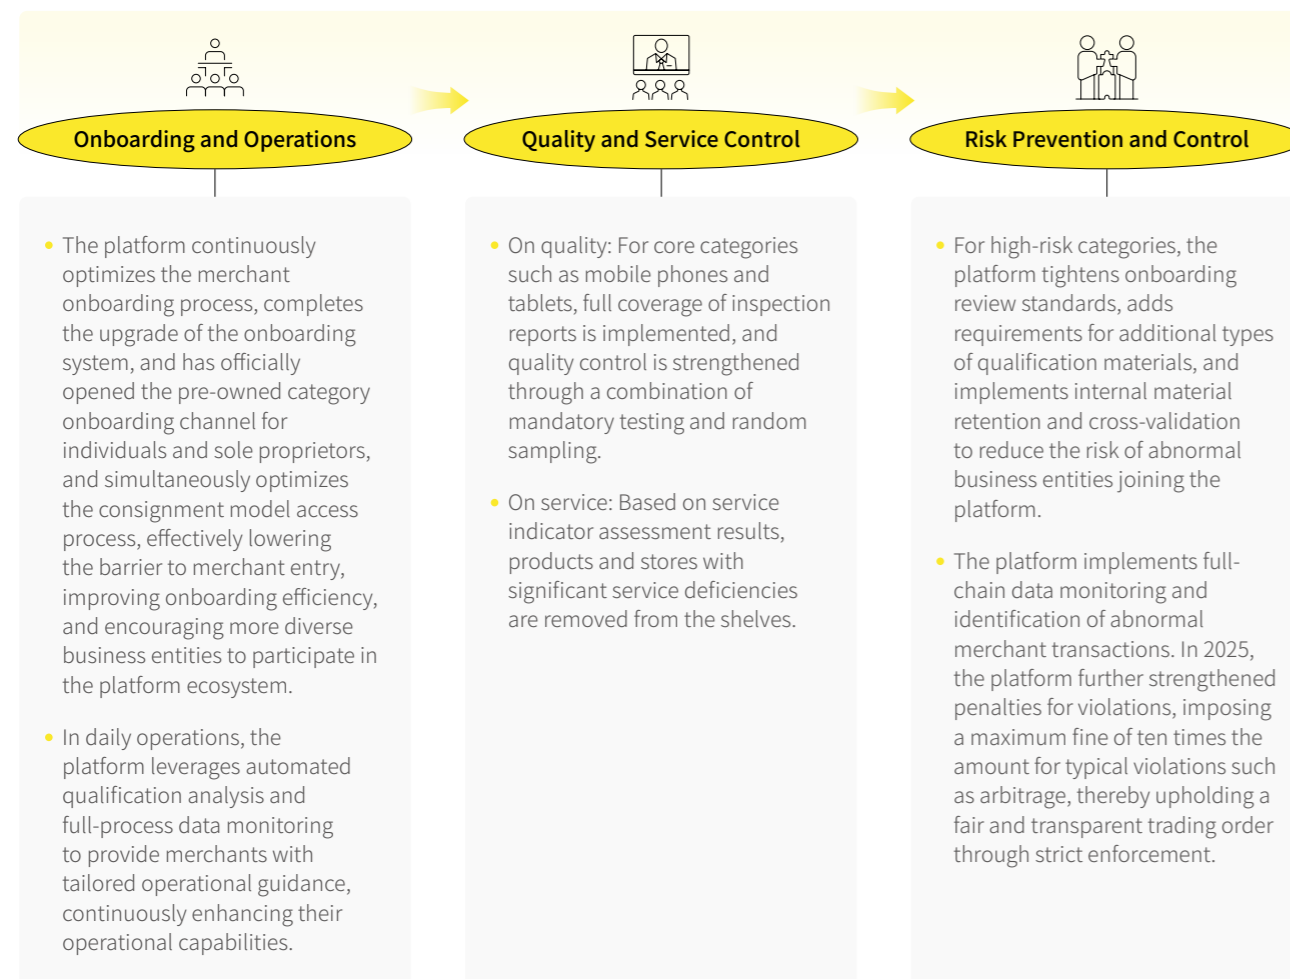 Onboarding and Operations
The platform continuously
optimizes the merchant
onboarding process, completes
the upgrade of the onboarding
system, and has officially
opened the pre-owned category
onboarding channel for
individuals and sole proprietors,
and simultaneously optimizes
the consignment model access
process, effectively lowering
the barrier to merchant entry,
improving onboarding efficiency,
and encouraging more diverse
business entities to participate in
the platform ecosystem.
In daily operations, the
platform leverages automated
qualification analysis and
full-process data monitoring
to provide merchants with
tailored operational guidance,
continuously enhancing their
operational capabilities.
Quality and Service Control
On quality: For core categories
such as mobile phones and
tablets, full coverage of inspection
reports is implemented, and
quality control is strengthened
through a combination of
mandatory testing and random
sampling.
On service: Based on service
indicator assessment results,
products and stores with
significant service deficiencies
are removed from the shelves.
Risk Prevention and Control
For high-risk categories, the
platform tightens onboarding
review standards, adds
requirements for additional types
of qualification materials, and
implements internal material
retention and cross-validation
to reduce the risk of abnormal
business entities joining the
platform.
The platform implements full-
chain data monitoring and
identification of abnormal
merchant transactions. In 2025,
the platform further strengthened
penalties for violations, imposing
a maximum fine of ten times the
amount for typical violations such
as arbitrage, thereby upholding a
fair and transparent trading order
through strict enforcement.